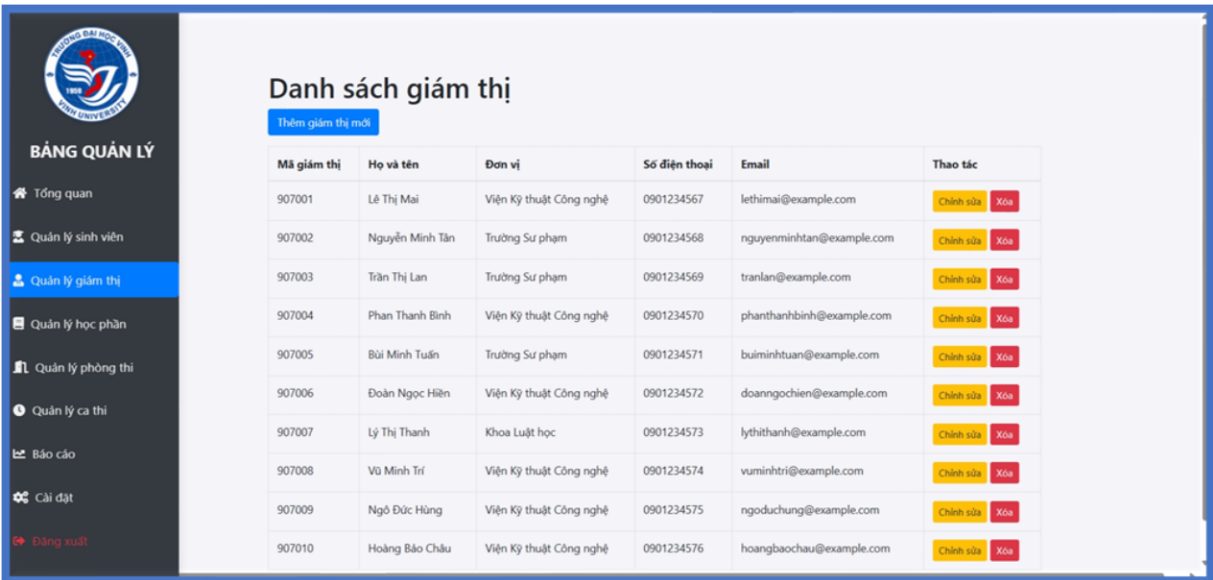 TRƯỜNG ĐẠI HỌC VINH
1959
VINH UNIVERSITY
BẢNG QUẢN LÝ
Tổng quan
Quản lý sinh viên
Quản lý giám thị
Quản lý học phần
Quản lý phòng thi
Quản lý ca thi
Báo cáo
Cài đặt
Đăng xuất
Danh sách giám thị
Thêm giám thị mới
Mã giám thị Họ và tên Đơn vị Số điện thoại Email Thao tác
907001 Lê Thị Mai Viện Kỹ thuật Công nghệ 0901234567 lethimai@example.com Chỉnh sửa Xóa
907002 Nguyễn Minh Tân Trường Sư phạm 0901234568 nguyenminhtan@example.com Chỉnh sửa Xóa
907003 Trần Thị Lan Trường Sư phạm 0901234569 tranlan@example.com Chỉnh sửa Xóa
907004 Phan Thanh Bình Viện Kỹ thuật Công nghệ 0901234570 phanthanhbinh@example.com Chỉnh sửa Xóa
907005 Bùi Minh Tuấn Trường Sư phạm 0901234571 buiminhtuan@example.com Chỉnh sửa Xóa
907006 Đoàn Ngọc Hiền Viện Kỹ thuật Công nghệ 0901234572 doanngochien@example.com Chỉnh sửa Xóa
907007 Lý Thị Thanh Khoa Luật học 0901234573 lythithanh@example.com Chỉnh sửa Xóa
907008 Vũ Minh Trí Viện Kỹ thuật Công nghệ 0901234574 vuminhtri@example.com Chỉnh sửa Xóa
907009 Ngô Đức Hùng Viện Kỹ thuật Công nghệ 0901234575 ngoduchung@example.com Chỉnh sửa Xóa
907010 Hoàng Bảo Châu Viện Kỹ thuật Công nghệ 0901234576 hoangbaochau@example.com Chỉnh sửa Xóa